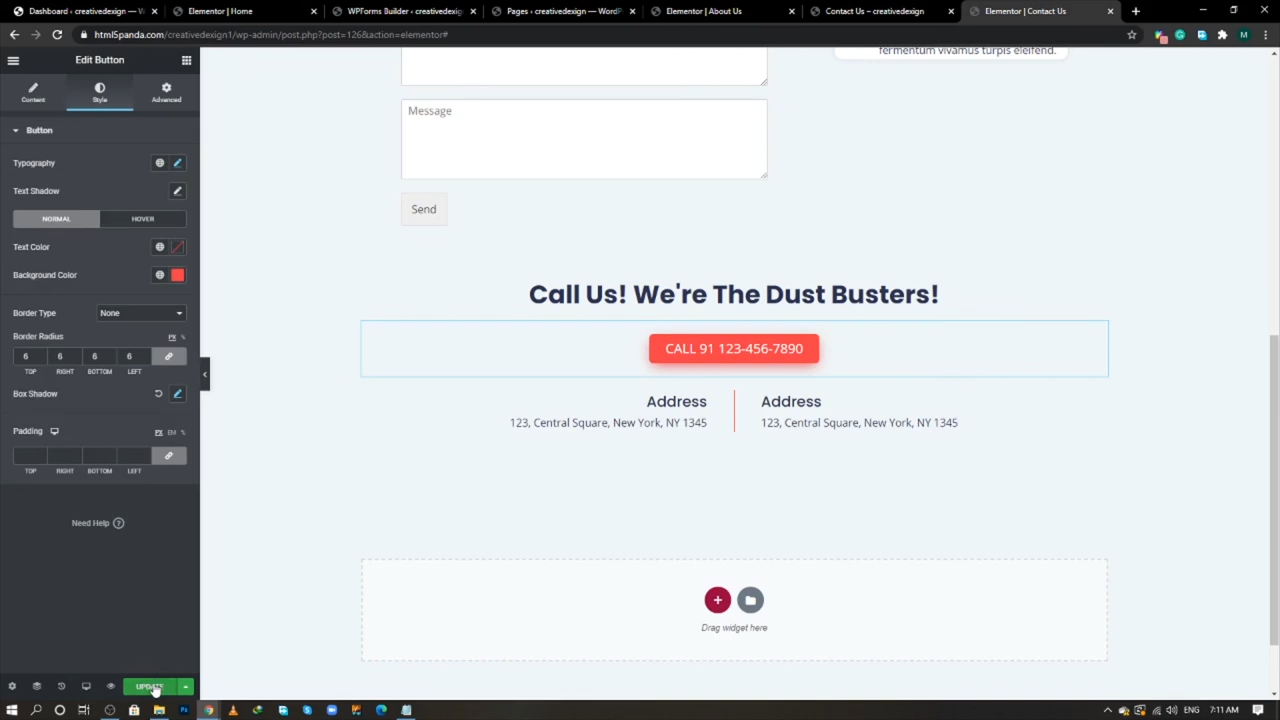 Dashboard ‹ creativedesign — W
Elementor | Home
WPForms Builder ‹ creativedesig
Pages ‹ creativedesign — WordP
Elementor | About Us
Contact Us – creativedesign
Elementor | Contact Us
html5panda.com/creativedesign1/wp-admin/post.php?post=126&action=elementor#
M
Edit Button
Content
Style
Advanced
Button
Typography
Text Shadow
NORMAL
HOVER
Text Color
Background Color
Border Type
None
Border Radius
PX %
6 6 6 6
TOP RIGHT BOTTOM LEFT
Box Shadow
Padding
PX EM %
TOP RIGHT BOTTOM LEFT
Need Help ?
UPDATE
fermentum vivamus turpis eleifend.
Message
Send
Call Us! We're The Dust Busters!
CALL 91 123-456-7890
Address
123, Central Square, New York, NY 1345
Address
123, Central Square, New York, NY 1345
Drag widget here
ENG
7:11 AM